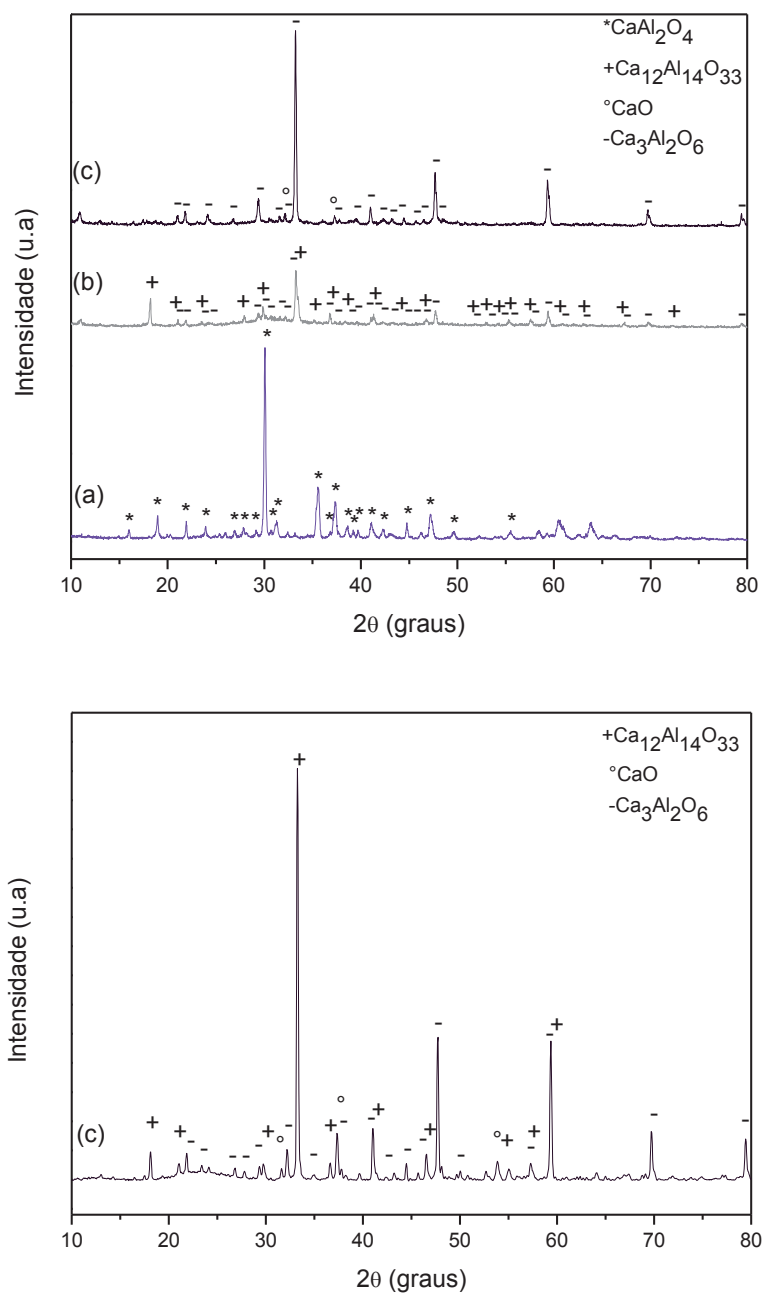 *CaAl2O4
+Ca12Al14O33
°CaO
-Ca3Al2O6
(c)
(b)
(a)
Intensidade (u.a)
10 20 30 40 50 60 70 80
2θ (graus)
+Ca12Al14O33
°CaO
-Ca3Al2O6
(c)
Intensidade (u.a)
10 20 30 40 50 60 70 80
2θ (graus)